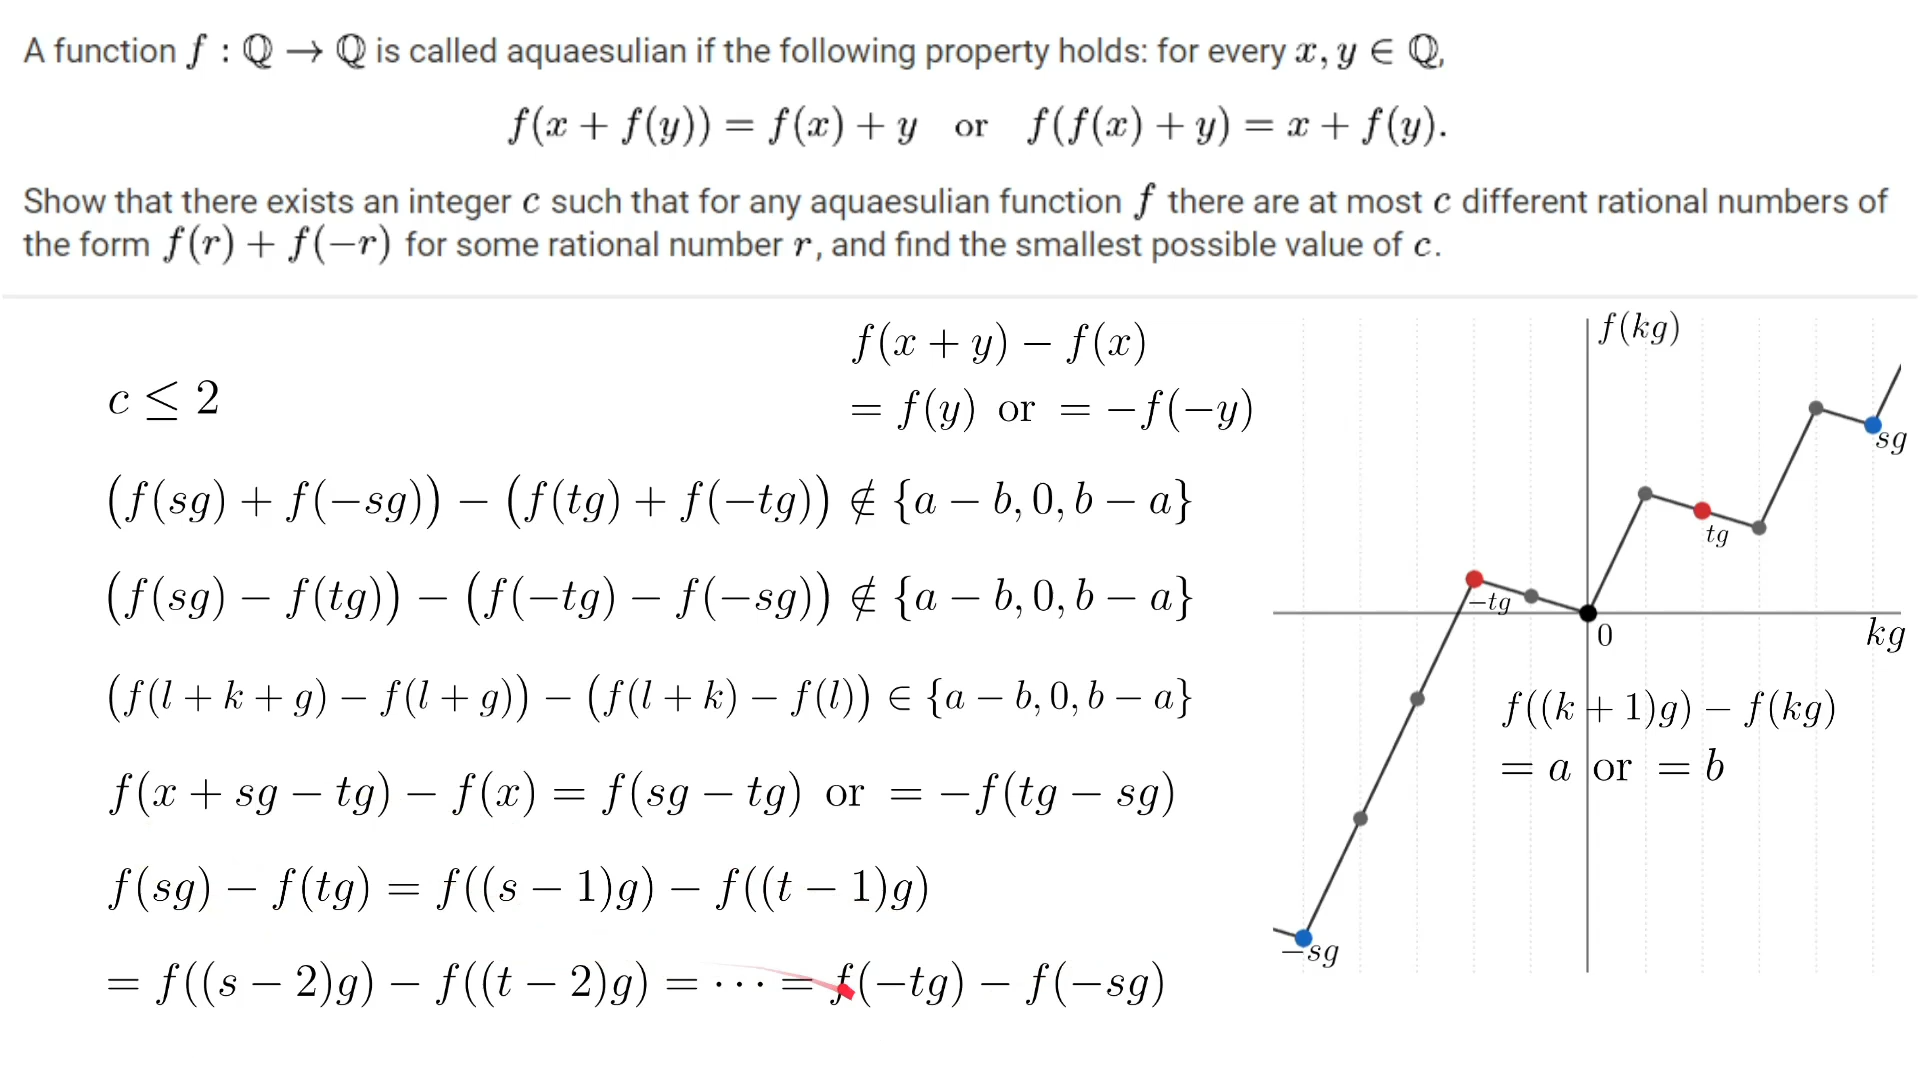 A function f : ℚ → ℚ is called aquaesulian if the following property holds: for every x, y ∈ ℚ,
f(x + f(y)) = f(x) + y or f(f(x) + y) = x + f(y).
Show that there exists an integer c such that for any aquaesulian function f there are at most c different rational numbers of
the form f(r) + f(−r) for some rational number r, and find the smallest possible value of c.
c ≤ 2
f(x + y) − f(x)
= f(y) or = −f(−y)
(f(sg) + f(−sg)) − (f(tg) + f(−tg)) ∉ {a − b, 0, b − a}
(f(sg) − f(tg)) − (f(−tg) − f(−sg)) ∉ {a − b, 0, b − a}
(f(l + k + g) − f(l + g)) − (f(l + k) − f(l)) ∈ {a − b, 0, b − a}
f(x + sg − tg) − f(x) = f(sg − tg) or = −f(tg − sg)
f(sg) − f(tg) = f((s − 1)g) − f((t − 1)g)
= f((s − 2)g) − f((t − 2)g) = ⋯ = f(−tg) − f(−sg)
f(kg)
sg
tg
−tg
0
kg
f((k + 1)g) − f(kg)
= a or = b
−sg